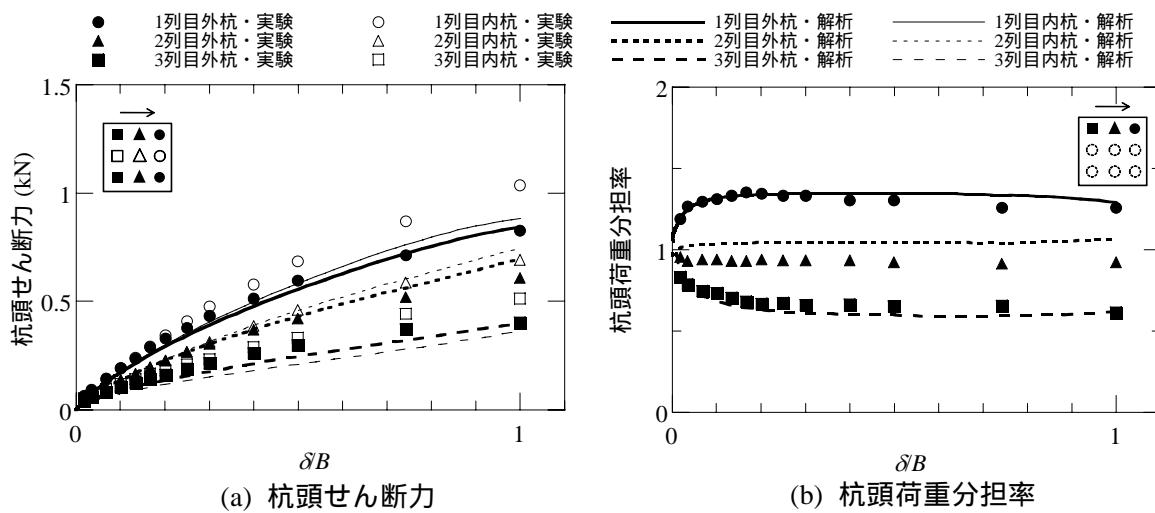 1列目外杭・実験 1列目内杭・実験
2列目外杭・実験 2列目内杭・実験
3列目外杭・実験 3列目内杭・実験
1列目外杭・解析 1列目内杭・解析
2列目外杭・解析 2列目内杭・解析
3列目外杭・解析 3列目内杭・解析
1.5
1
0.5
0
0
1
杭頭せん断力 (kN)
δ/B
(a) 杭頭せん断力
2
1
0
0
1
杭頭荷重分担率
δ/B
(b) 杭頭荷重分担率